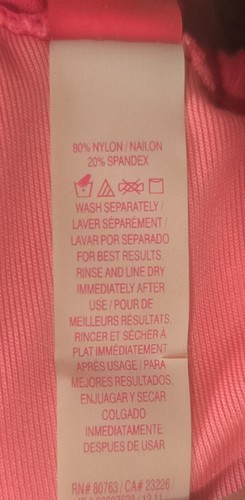 80% NYLON / NAILON
20% SPANDEX
WASH SEPARATELY /
LAVER SÉPARÉMENT /
LAVAR POR SEPARADO
FOR BEST RESULTS,
RINSE AND LINE DRY
IMMEDIATELY AFTER
USE / POUR DE
MEILLEURS RÉSULTATS,
RINCER ET SÉCHER À
PLAT IMMÉDIATEMENT
APRÈS USAGE / PARA
MEJORES RESULTADOS,
ENJUAGAR Y SECAR
COLGADO
INMEDIATAMENTE
DESPUES DE USAR
RN# 80763 / CA# 23226